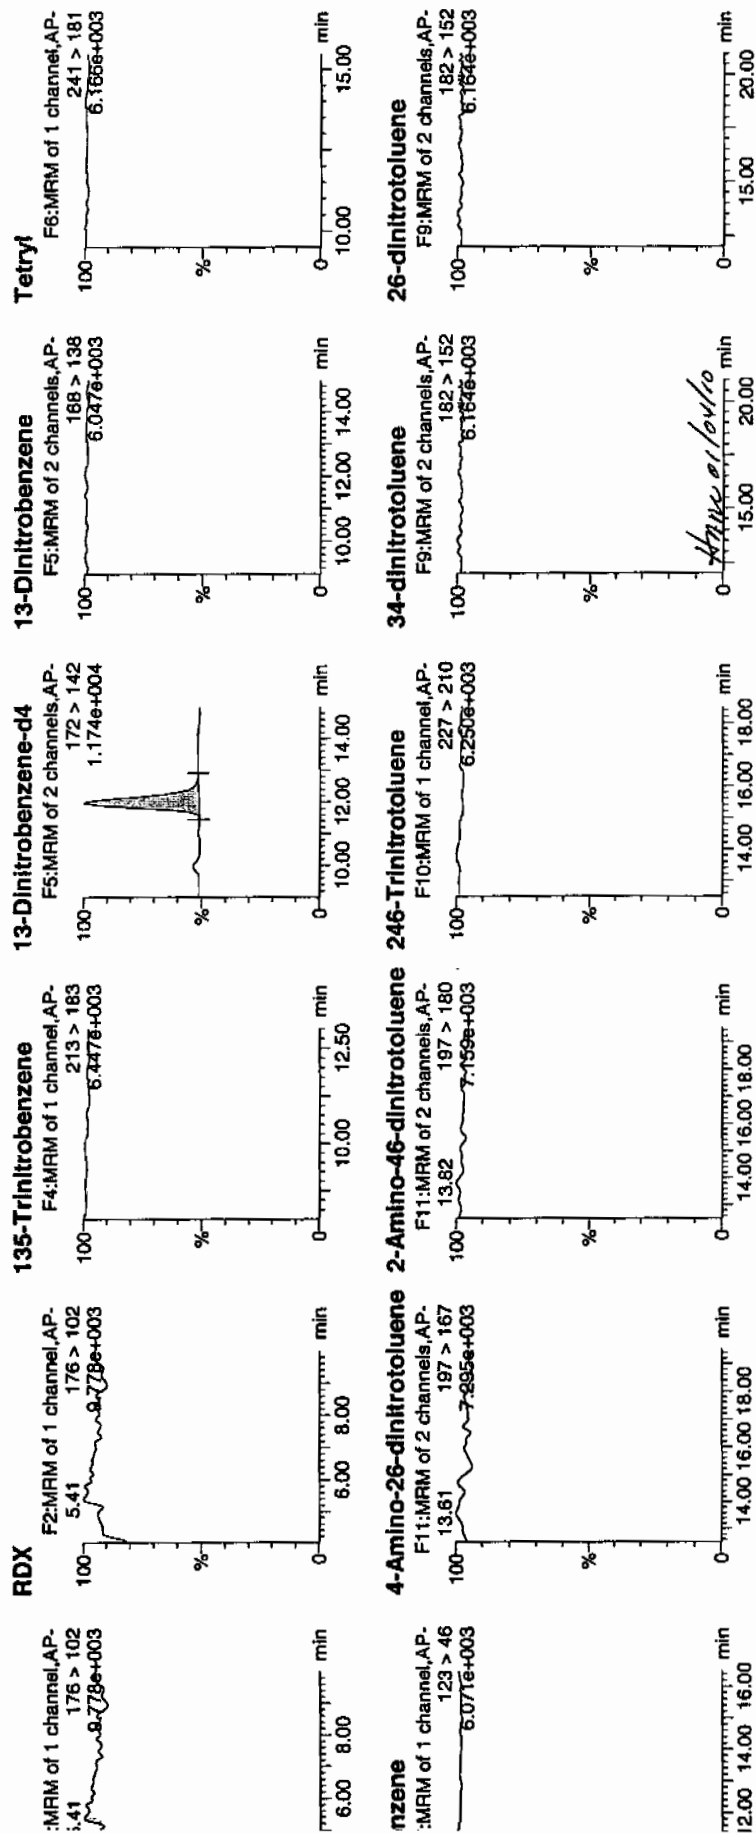 :MRM of 1 channel,AP-
176 > 102
9.778e+003
.41
6.00 8.00 min
RDX
F2:MRM of 1 channel,AP-
176 > 102
9.778e+003
5.41
100
%
0
6.00 8.00 min
135-Trinitrobenzene
F4:MRM of 1 channel,AP-
213 > 183
6.447e+003
100
%
0
10.00 12.50 min
13-Dinitrobenzene-d4
F5:MRM of 2 channels,AP-
172 > 142
1.174e+004
100
%
0
10.00 12.00 14.00 min
13-Dinitrobenzene
F5:MRM of 2 channels,AP-
168 > 138
6.047e+003
100
%
0
10.00 12.00 14.00 min
Tetryl
F6:MRM of 1 channel,AP-
241 > 181
6.166e+003
100
%
0
10.00 15.00 min
nzene
:MRM of 1 channel,AP-
123 > 46
6.071e+003
12.00 14.00 16.00 min
4-Amino-26-dinitrotoluene
F11:MRM of 2 channels,AP-
197 > 167
7.295e+003
13.61
100
%
0
14.00 16.00 18.00 min
2-Amino-46-dinitrotoluene
F11:MRM of 2 channels,AP-
197 > 180
7.159e+003
13.82
100
%
0
14.00 16.00 18.00 min
246-Trinitrotoluene
F10:MRM of 1 channel,AP-
227 > 210
6.250e+003
100
%
0
14.00 16.00 18.00 min
34-dinitrotoluene
F9:MRM of 2 channels,AP-
182 > 152
6.164e+003
100
%
0
15.00 20.00 min
01/04/10
26-dinitrotoluene
F9:MRM of 2 channels,AP-
182 > 152
6.164e+003
100
%
0
15.00 20.00 min